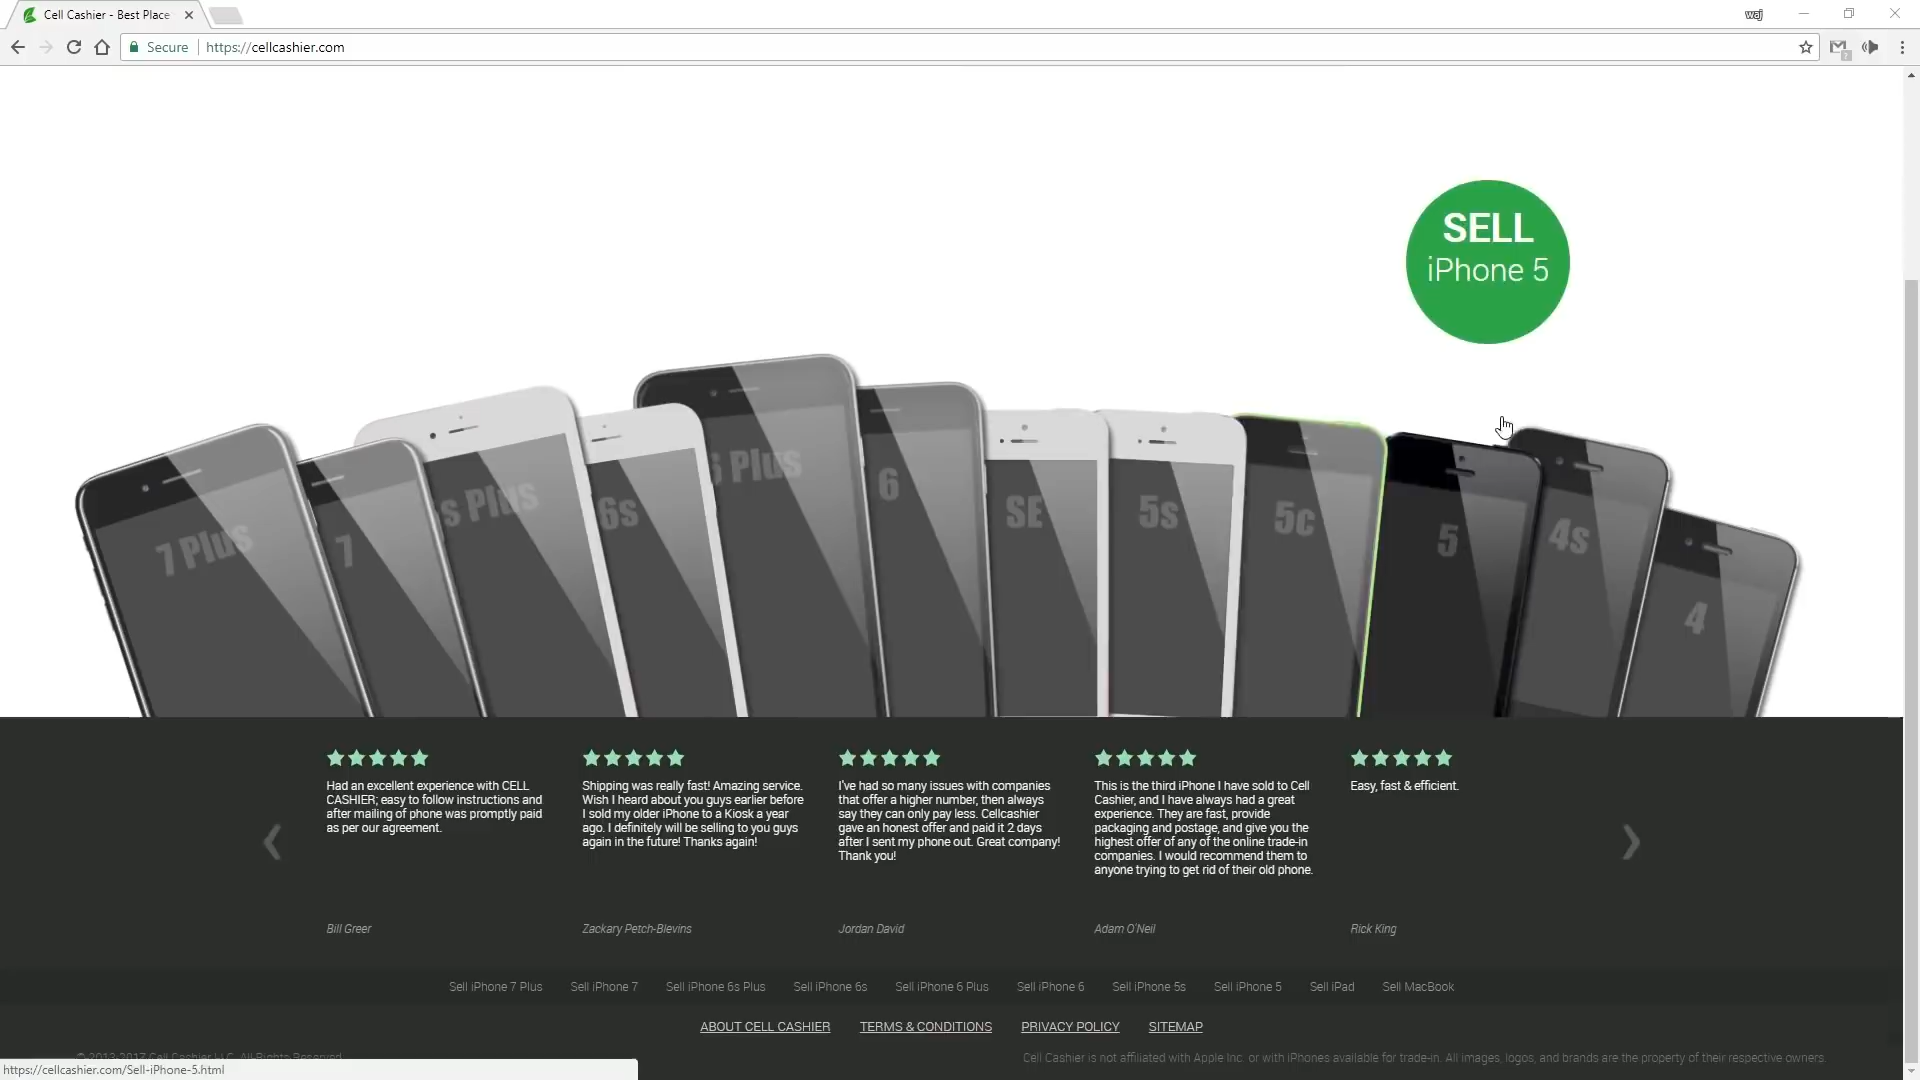 Cell Cashier - Best Place
waj
Secure
https://cellcashier.com
SELL
iPhone 5
7 Plus
7
s Plus
6s
6 Plus
6
SE
5s
5c
5
4s
4
Had an excellent experience with CELL
CASHIER; easy to follow instructions and
after mailing of phone was promptly paid
as per our agreement.
Bill Greer
Shipping was really fast! Amazing service.
Wish I heard about you guys earlier before
I sold my older iPhone to a Kiosk a year
ago. I definitely will be selling to you guys
again in the future! Thanks again!
Zackary Petch-Blevins
I've had so many issues with companies
that offer a higher number, then always
say they can only pay less. Cellcashier
gave an honest offer and paid it 2 days
after I sent my phone out. Great company!
Thank you!
Jordan David
This is the third iPhone I have sold to Cell
Cashier, and I have always had a great
experience. They are fast, provide
packaging and postage, and give you the
highest offer of any of the online trade-in
companies. I would recommend them to
anyone trying to get rid of their old phone.
Adam O'Neil
Easy, fast & efficient.
Rick King
Sell iPhone 7 Plus Sell iPhone 7 Sell iPhone 6s Plus Sell iPhone 6s Sell iPhone 6 Plus Sell iPhone 6 Sell iPhone 5s Sell iPhone 5 Sell iPad Sell MacBook
ABOUT CELL CASHIER TERMS & CONDITIONS PRIVACY POLICY SITEMAP
© 2012-2017 Cell Cashier LLC. All Rights Reserved.
Cell Cashier is not affiliated with Apple Inc. or with iPhones available for trade-in. All images, logos, and brands are the property of their respective owners.
https://cellcashier.com/Sell-iPhone-5.html